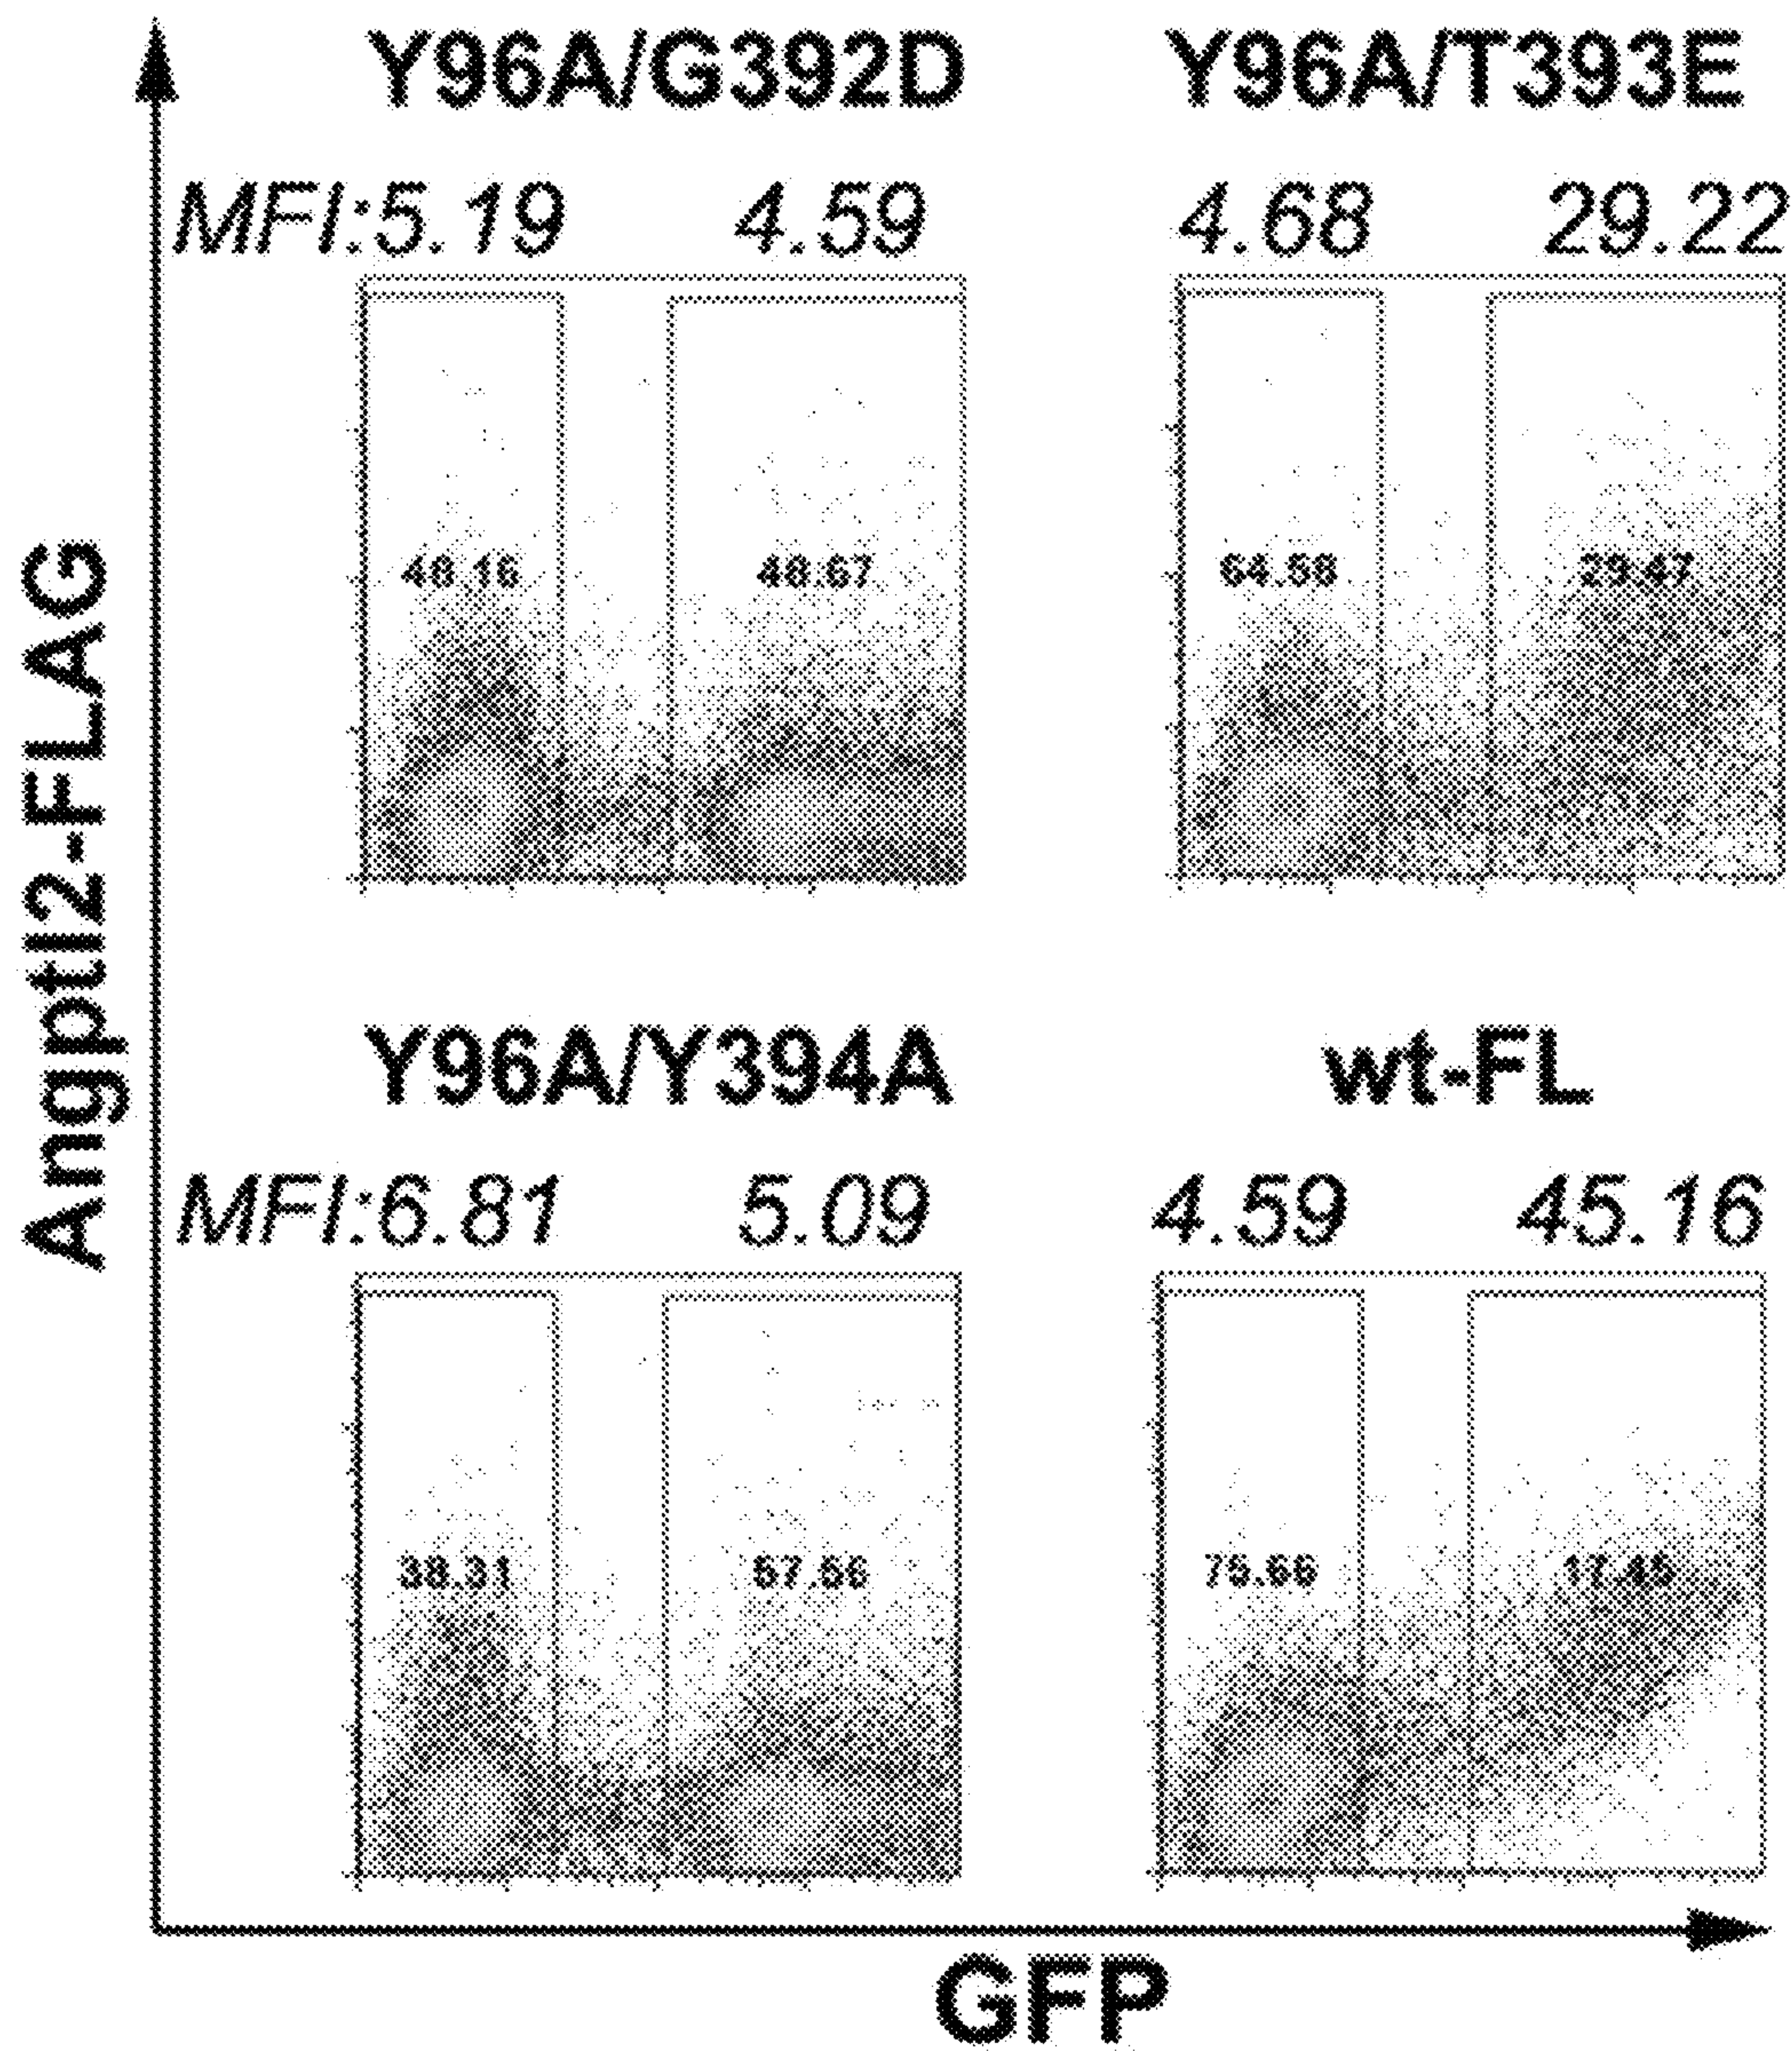 Y96A/G392D Y96A/T393E
MFI:5.19 4.59 4.68 29.22
48.16 48.67 64.58 29.47
Angptl2-FLAG
Y96A/Y394A wt-FL
MFI:6.81 5.09 4.59 45.16
38.31 57.56 75.66 17.45
GFP